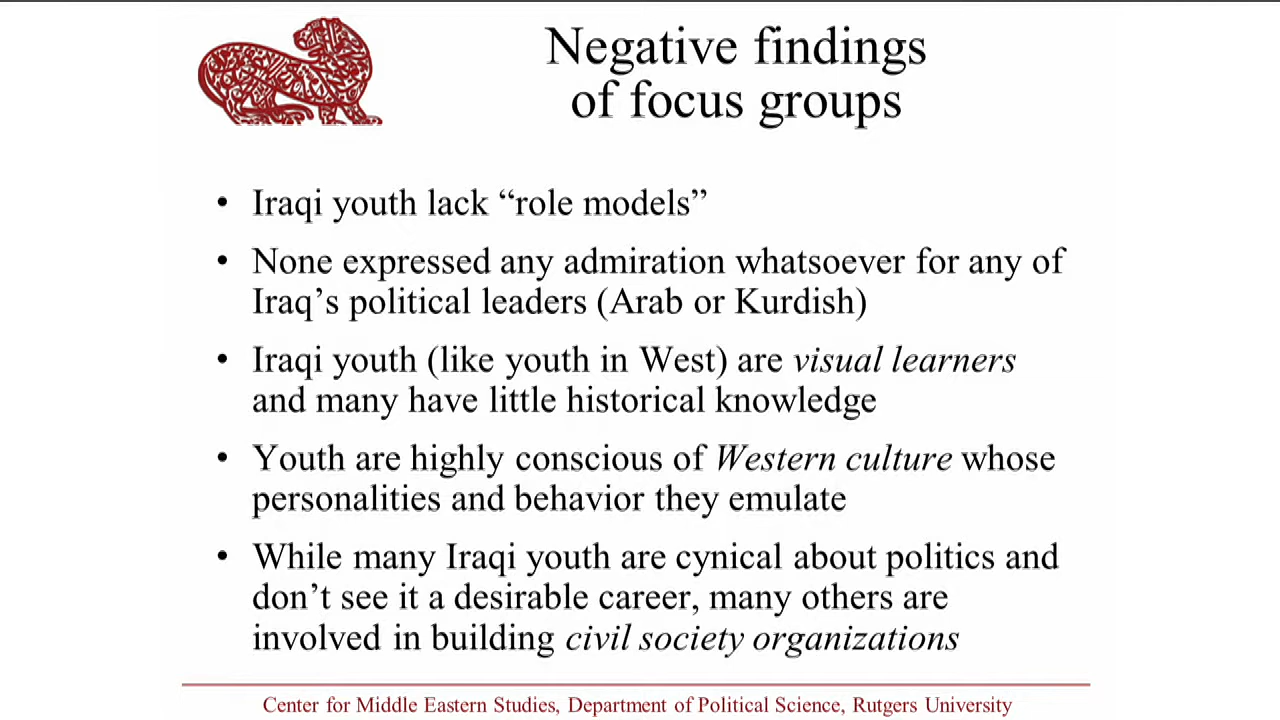 Negative findings
of focus groups
• Iraqi youth lack “role models”
• None expressed any admiration whatsoever for any of
Iraq’s political leaders (Arab or Kurdish)
• Iraqi youth (like youth in West) are visual learners
and many have little historical knowledge
• Youth are highly conscious of Western culture whose
personalities and behavior they emulate
• While many Iraqi youth are cynical about politics and
don’t see it a desirable career, many others are
involved in building civil society organizations
Center for Middle Eastern Studies, Department of Political Science, Rutgers University